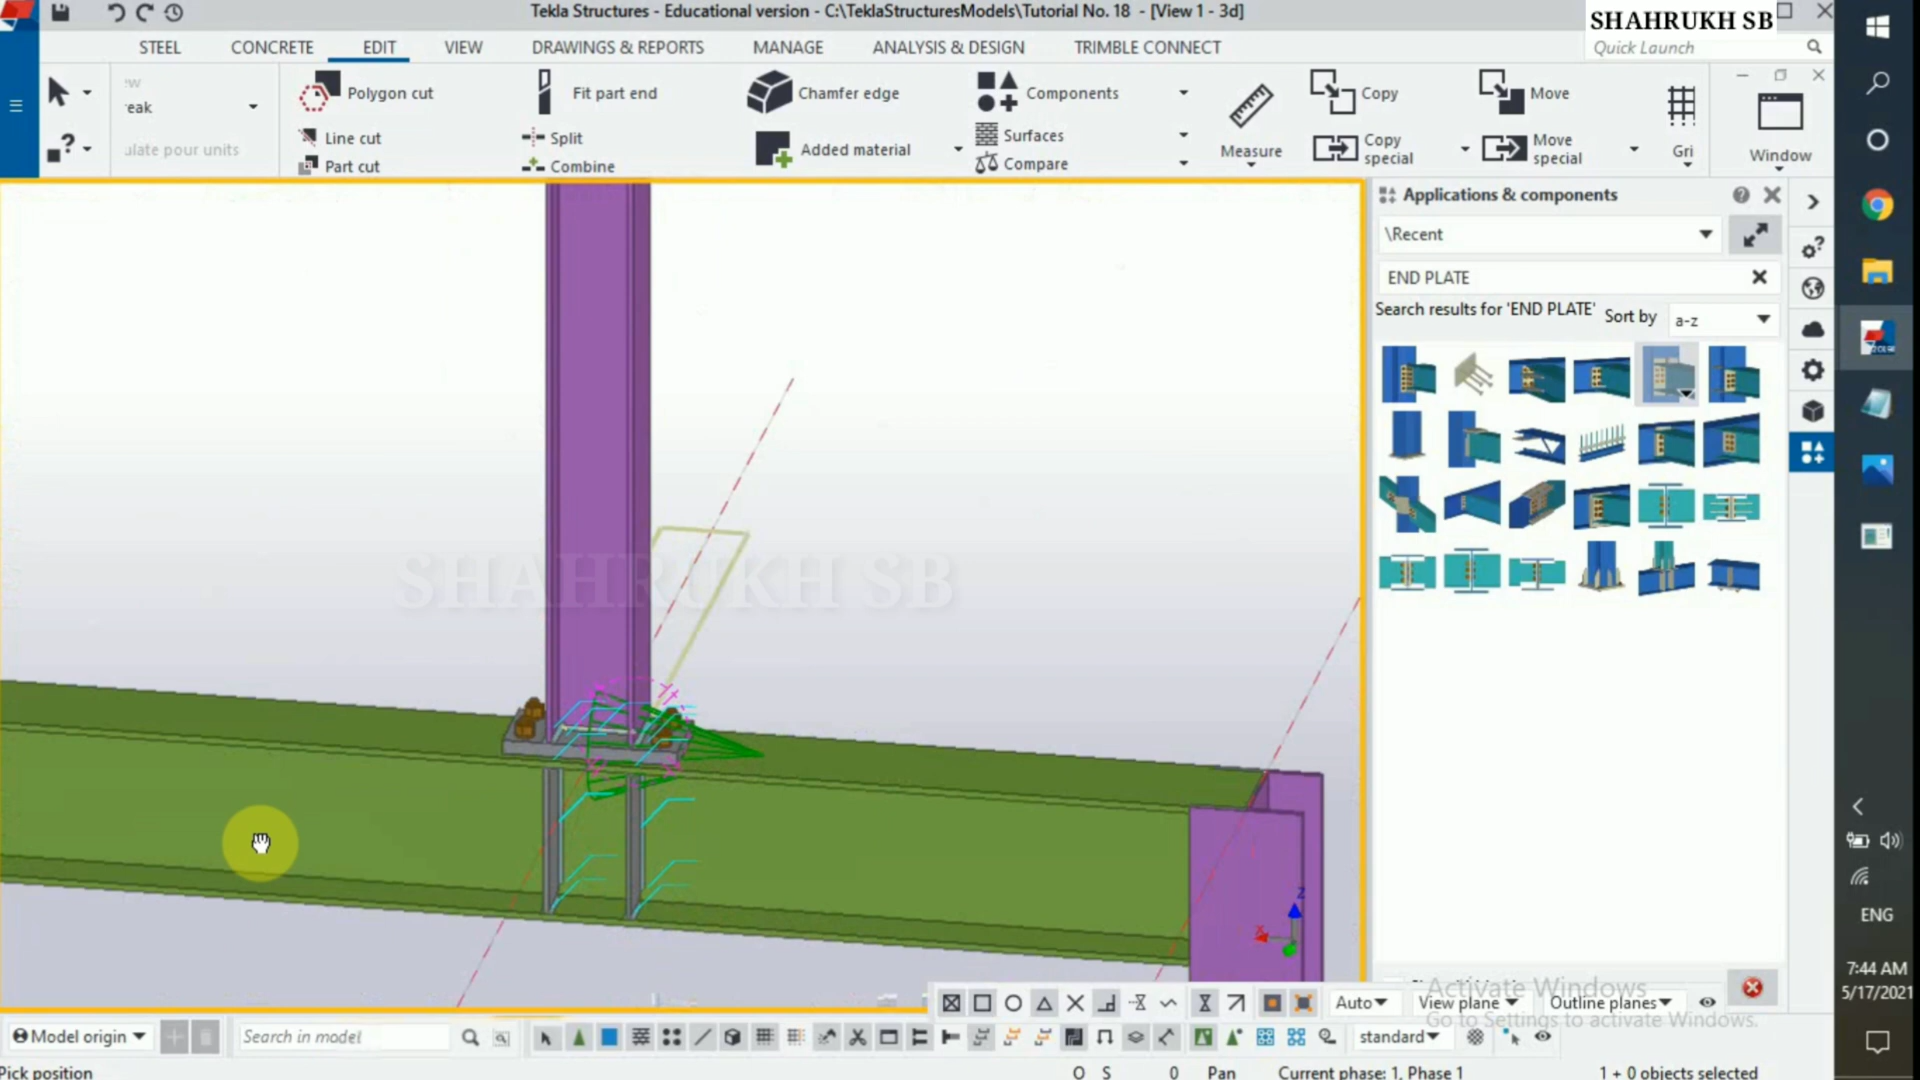 Tekla Structures - Educational version - C:\TeklaStructuresModels\Tutorial No. 18 - [View 1 - 3d]
SHAHRUKH SB
STEEL CONCRETE EDIT VIEW DRAWINGS & REPORTS MANAGE ANALYSIS & DESIGN TRIMBLE CONNECT
Quick Launch
Polygon cut
Line cut
Part cut
Fit part end
Split
Combine
Chamfer edge
Added material
Components
Surfaces
Compare
Measure
Copy
Copy special
Move
Move special
Gri
Window
eak
ulate pour units
Applications & components
\Recent
END PLATE
Search results for 'END PLATE' Sort by a-z
SHAHRUKH SB
z
x
Activate Windows
Go to Settings to activate Windows.
Auto View plane Outline planes
Model origin Search in model standard
Pick position O S 0 Pan Current phase: 1, Phase 1 1 + 0 objects selected
ENG
7:44 AM
5/17/2021